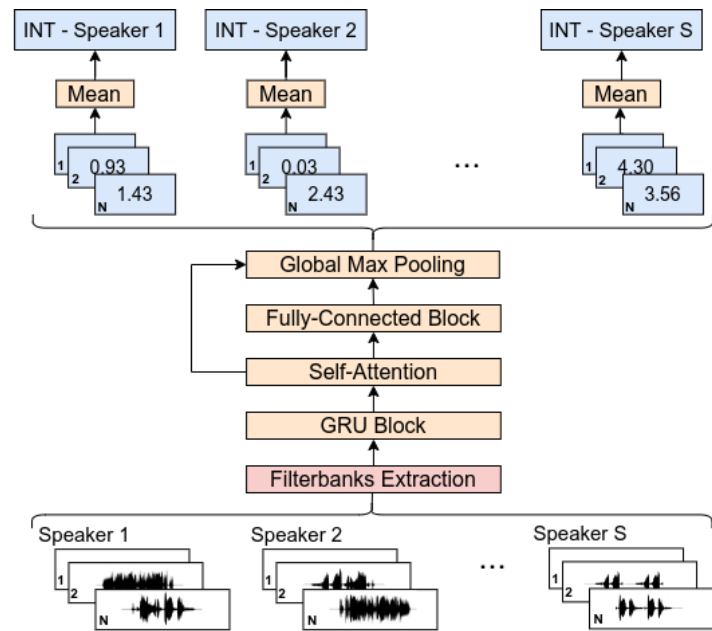 INT - Speaker 1 INT - Speaker 2 INT - Speaker S
Mean Mean Mean
1 1 1
2 0.93 2 0.03 ... 2 4.30
N 1.43 N 2.43 N 3.56
Global Max Pooling
Fully-Connected Block
Self-Attention
GRU Block
Filterbanks Extraction
Speaker 1 Speaker 2 Speaker S
1 1 ... 1
2 2 2
N N N